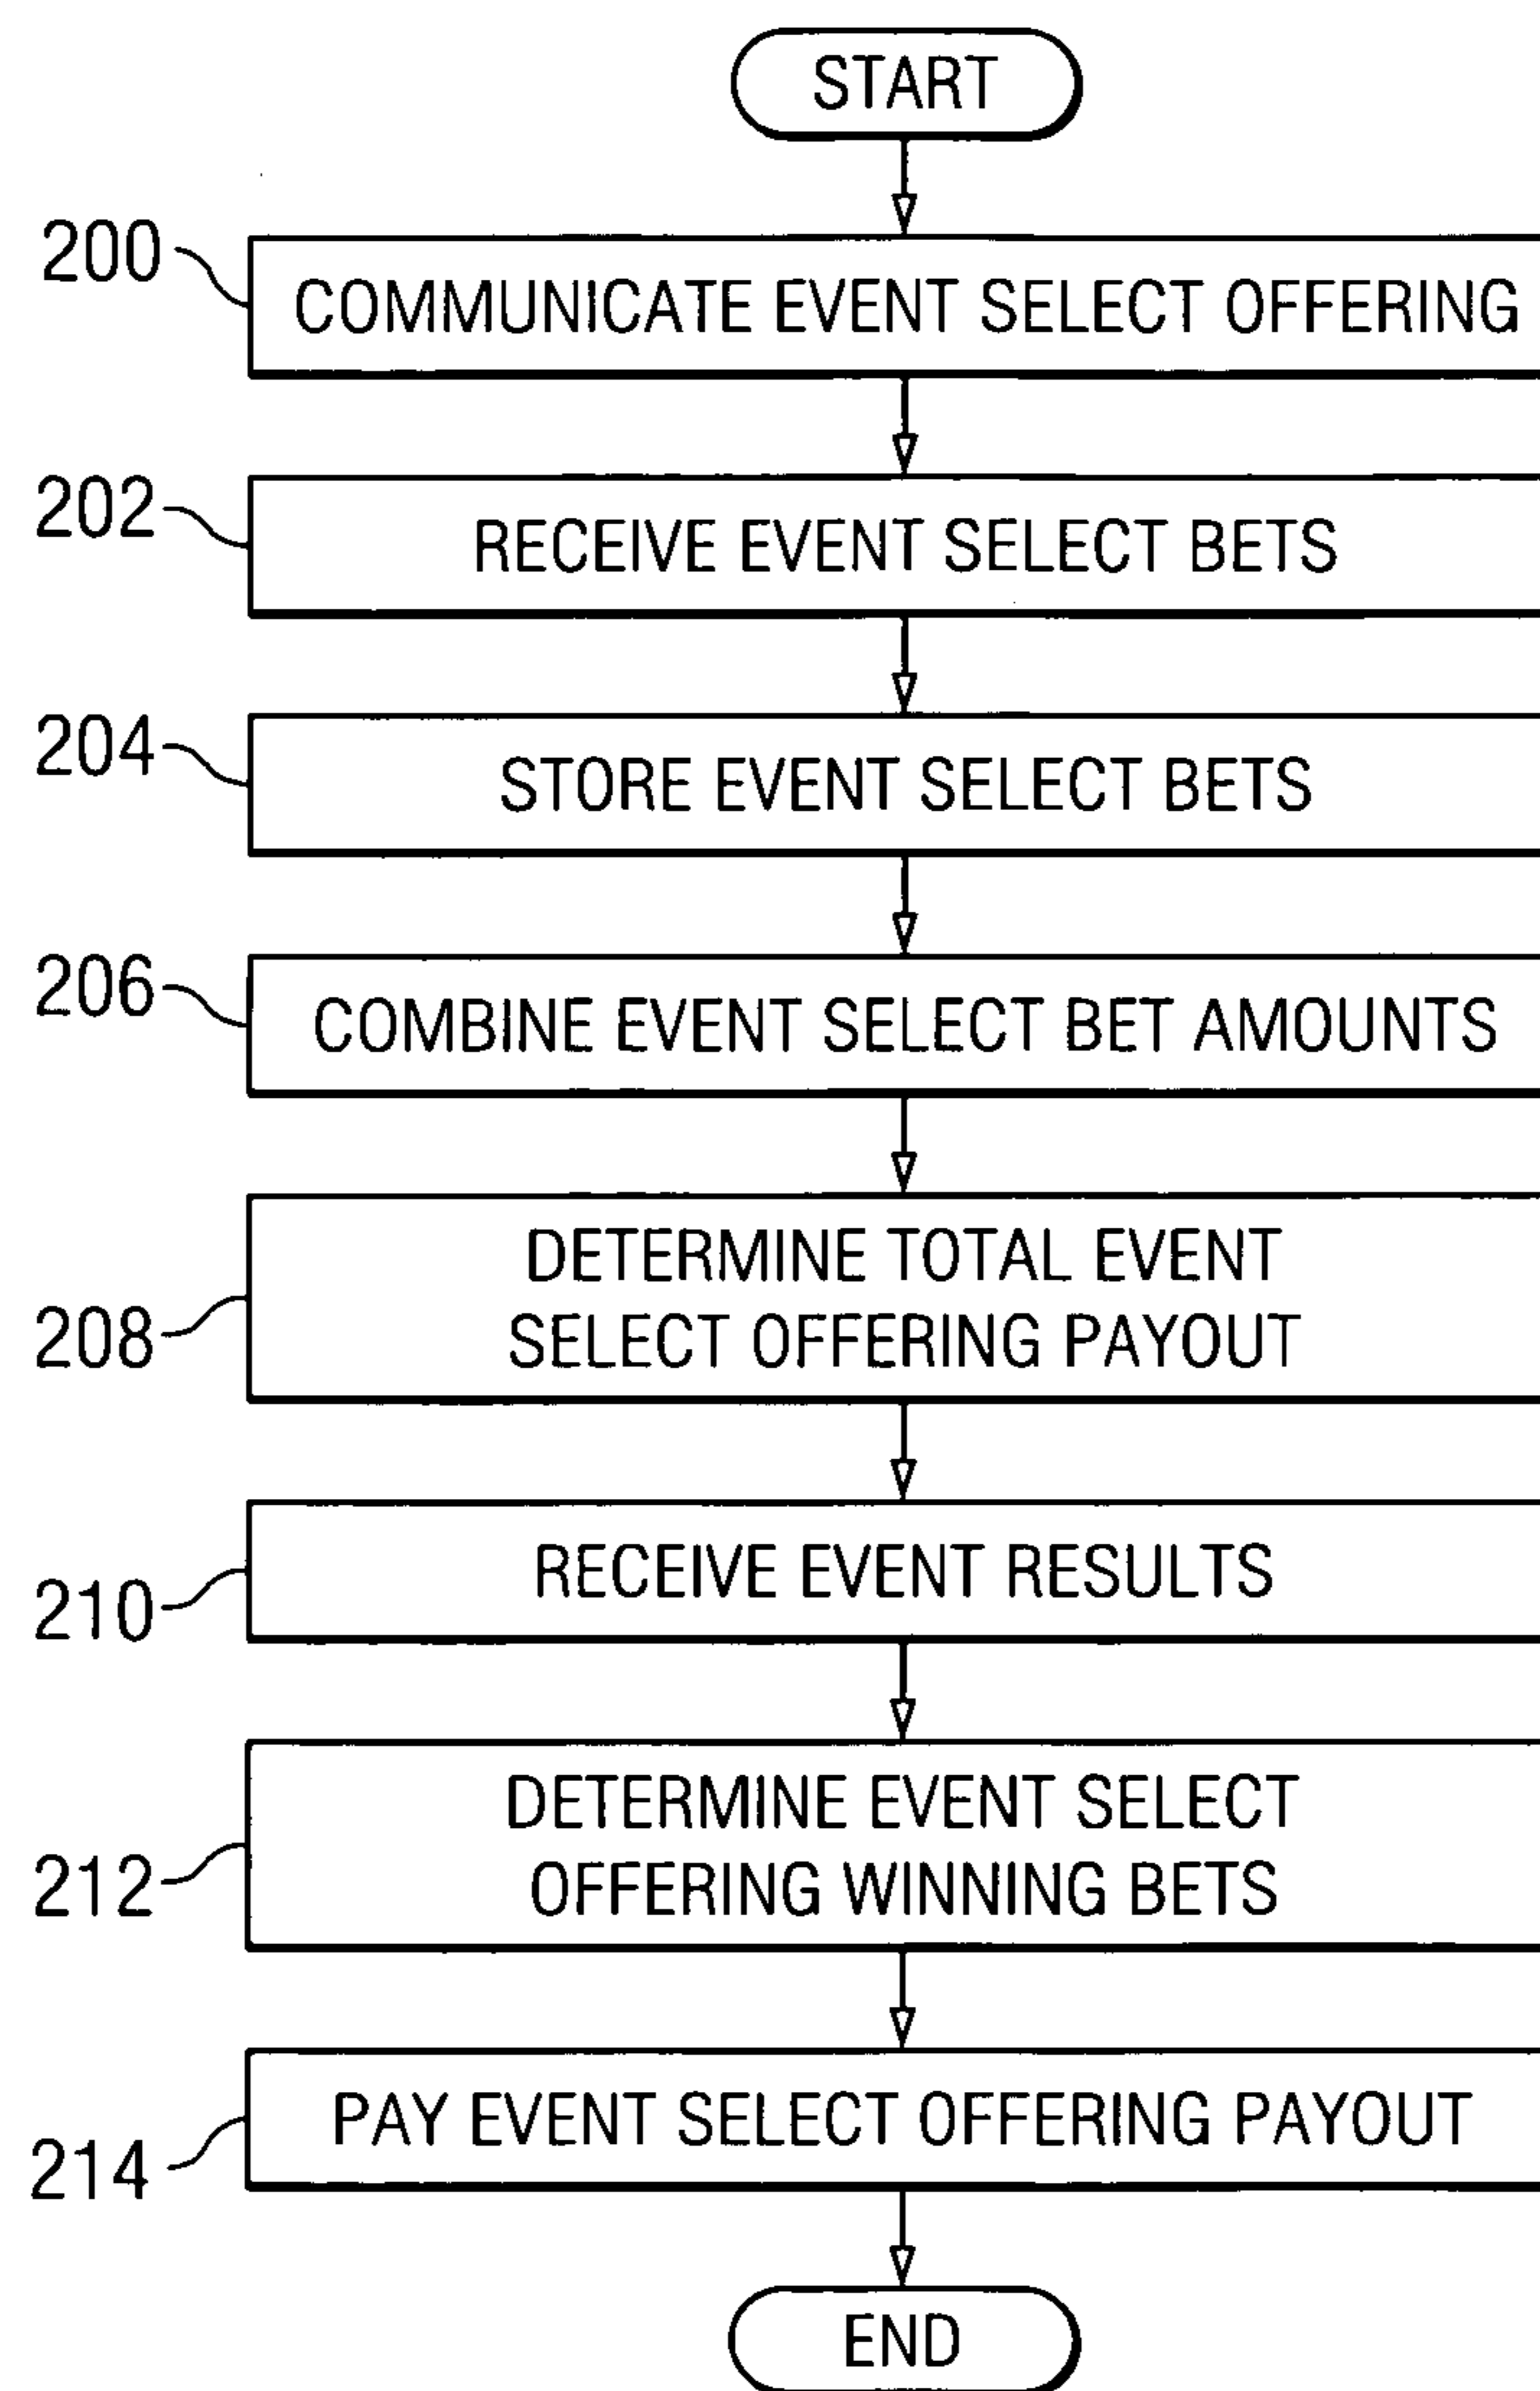 START
200
COMMUNICATE EVENT SELECT OFFERING
202
RECEIVE EVENT SELECT BETS
204
STORE EVENT SELECT BETS
206
COMBINE EVENT SELECT BET AMOUNTS
208
DETERMINE TOTAL EVENT
SELECT OFFERING PAYOUT
210
RECEIVE EVENT RESULTS
212
DETERMINE EVENT SELECT
OFFERING WINNING BETS
214
PAY EVENT SELECT OFFERING PAYOUT
END